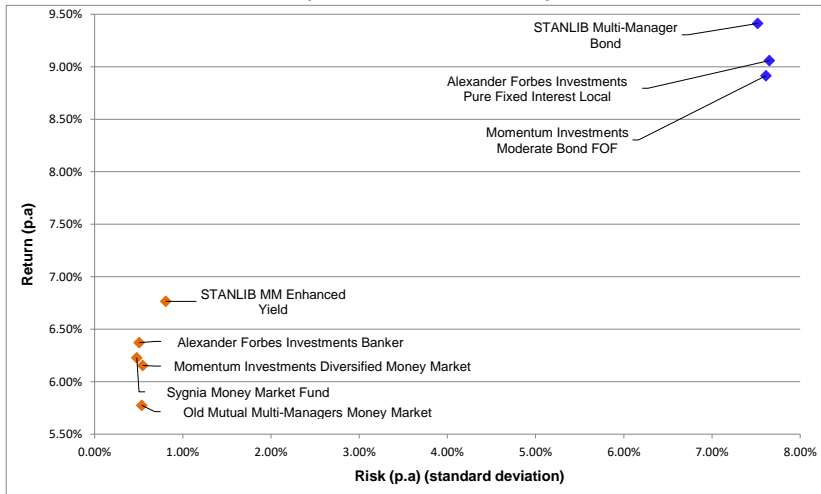 9.50%
STANLIB Multi-Manager
Bond
9.00%
Alexander Forbes Investments
Pure Fixed Interest Local
8.50%
Momentum Investments
Moderate Bond FOF
8.00%
7.50%
Return (p.a)
7.00%
STANLIB MM Enhanced
Yield
6.50%
Alexander Forbes Investments Banker
Momentum Investments Diversified Money Market
6.00%
Sygnia Money Market Fund
Old Mutual Multi-Managers Money Market
5.50%
0.00% 1.00% 2.00% 3.00% 4.00% 5.00% 6.00% 7.00% 8.00%
Risk (p.a) (standard deviation)